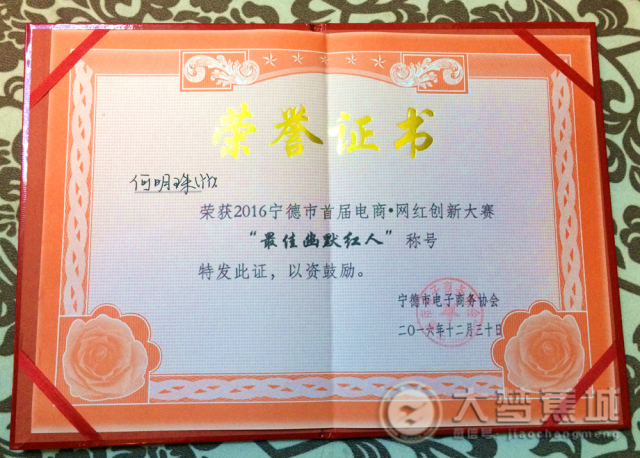 荣誉证书
何明珠
荣获2016宁德市首届电商·网红创新大赛
“最佳幽默红人”称号
特发此证，以资鼓励。
宁德市电子商务协会
二〇一六年十二月三十日
大梦蕉城
jiaochengmeng